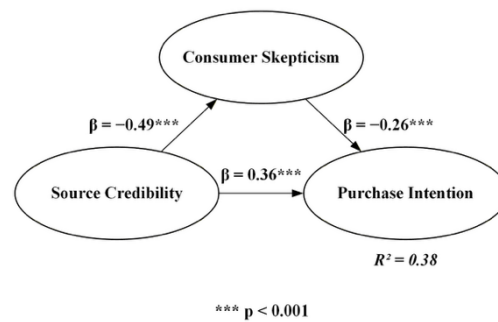 Consumer Skepticism
β = −0.49***
β = −0.26***
β = 0.36***
Source Credibility
Purchase Intention
R² = 0.38
*** p < 0.001